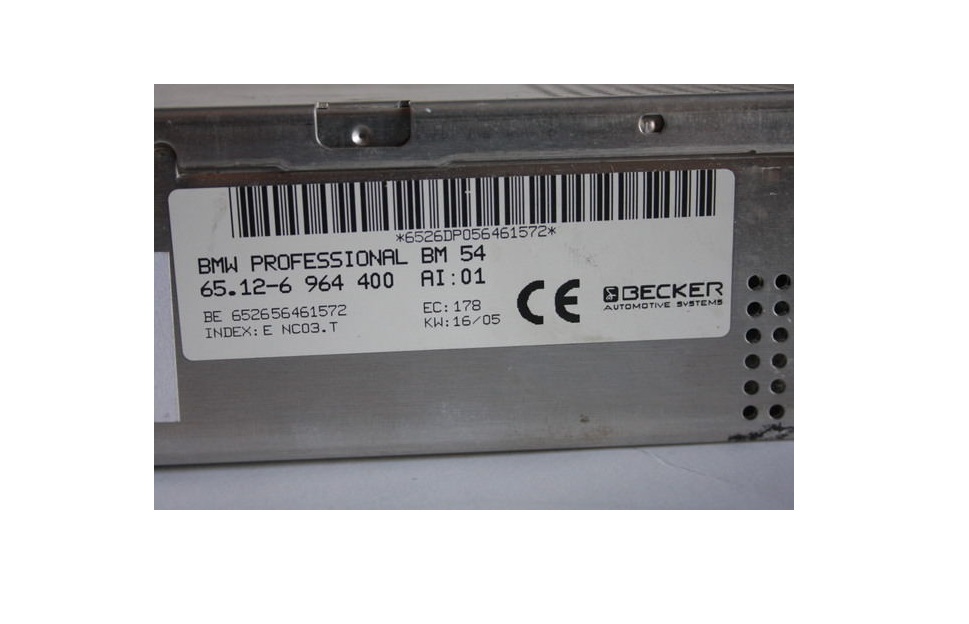 *6526DP056461572*
BMW PROFESSIONAL BM 54
65.12-6 964 400 AI:01
BE 652656461572 EC:178
INDEX:E NC03.T KW:16/05
CE
BECKER
AUTOMOTIVE SYSTEMS